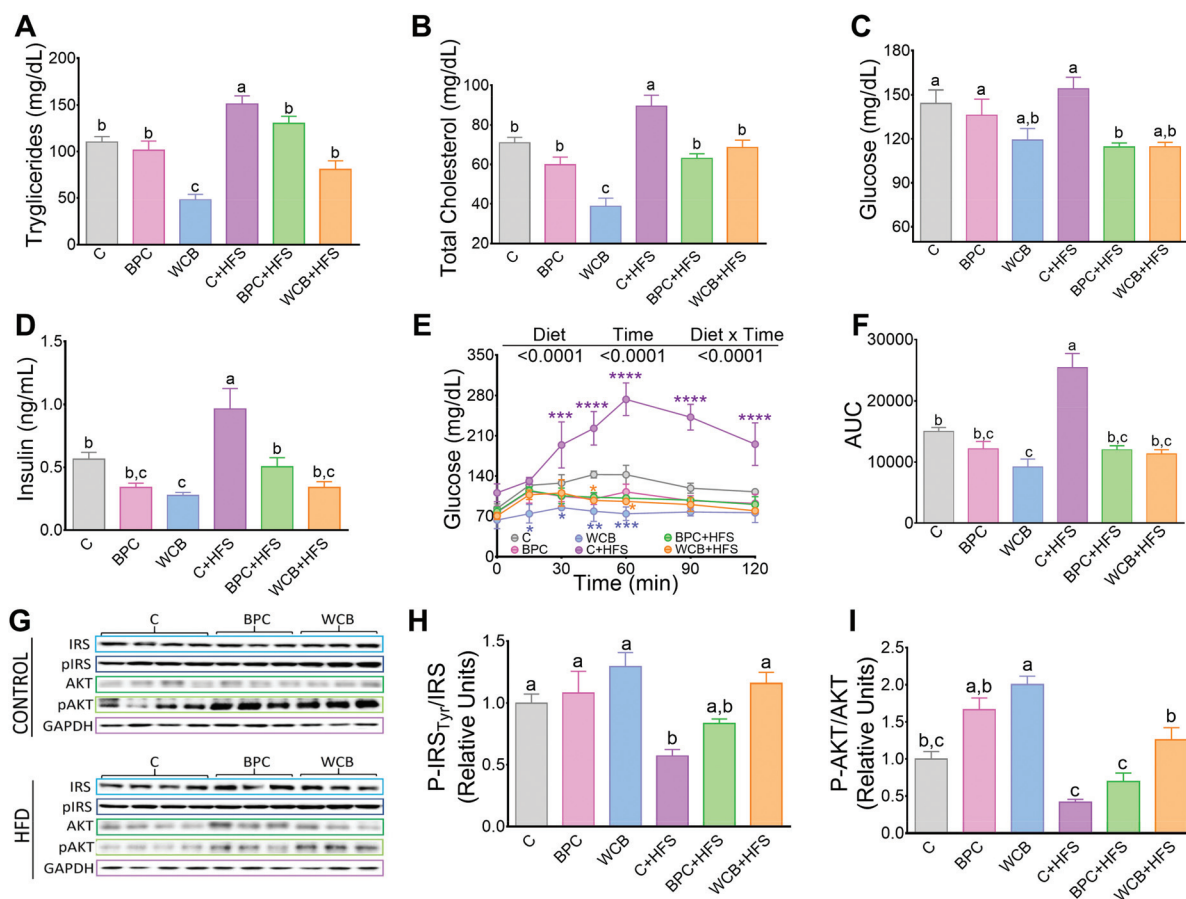 A
Tryglicerides (mg/dL)
200
150
100
50
0
b
b
c
a
b
b
C
BPC
WCB
C+HFS
BPC+HFS
WCB+HFS
B
Total Cholesterol (mg/dL)
100
80
60
40
20
b
b
c
a
b
b
C
BPC
WCB
C+HFS
BPC+HFS
WCB+HFS
C
Glucose (mg/dL)
180
150
120
90
60
a
a
a,b
a
b
a,b
C
BPC
WCB
C+HFS
BPC+HFS
WCB+HFS
D
Insulin (ng/mL)
1.5
1.0
0.5
0.0
b
b,c
c
a
b
b,c
C
BPC
WCB
C+HFS
BPC+HFS
WCB+HFS
E
Diet Time Diet x Time
<0.0001 <0.0001 <0.0001
Glucose (mg/dL)
350
280
210
140
70
0
*** **** **** **** ****
* *
* * ** ***
C WCB BPC+HFS
BPC C+HFS WCB+HFS
0 30 60 90 120
Time (min)
F
AUC
30000
20000
10000
0
b
b,c
c
a
b,c
b,c
C
BPC
WCB
C+HFS
BPC+HFS
WCB+HFS
G
CONTROL
C BPC WCB
IRS
pIRS
AKT
pAKT
GAPDH
HFD
C BPC WCB
IRS
pIRS
AKT
pAKT
GAPDH
H
P-IRSTyr/IRS
(Relative Units)
1.5
1.0
0.5
0.0
a
a
a
b
a,b
a
C
BPC
WCB
C+HFS
BPC+HFS
WCB+HFS
I
P-AKT/AKT
(Relative Units)
2.5
2.0
1.5
1.0
0.5
0.0
b,c
a,b
a
c
c
b
C
BPC
WCB
C+HFS
BPC+HFS
WCB+HFS